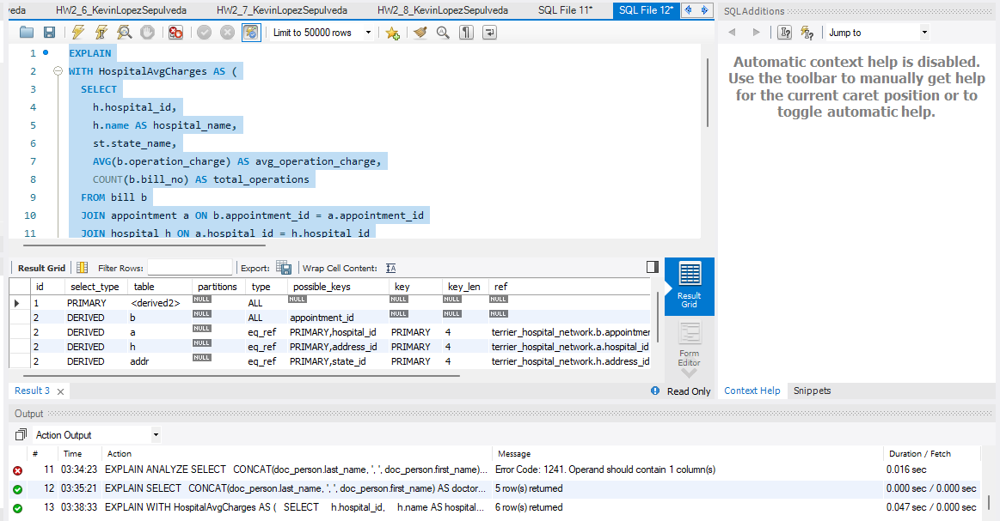 veda HW2_6_KevinLopezSepulveda HW2_7_KevinLopezSepulveda HW2_8_KevinLopezSepulveda SQL File 11* SQL File 12* SQLAdditions
Limit to 50000 rows Jump to
1 EXPLAIN
2 WITH HospitalAvgCharges AS (
3 SELECT
4 h.hospital_id,
5 h.name AS hospital_name,
6 st.state_name,
7 AVG(b.operation_charge) AS avg_operation_charge,
8 COUNT(b.bill_no) AS total_operations
9 FROM bill b
10 JOIN appointment a ON b.appointment_id = a.appointment_id
11 JOIN hospital h ON a.hospital_id = h.hospital_id
Automatic context help is disabled.
Use the toolbar to manually get help
for the current caret position or to
toggle automatic help.
Result Grid Filter Rows: Export: Wrap Cell Content:
id select_type table partitions type possible_keys key key_len ref
1 PRIMARY <derived2> NULL ALL NULL NULL NULL NULL
2 DERIVED b NULL ALL appointment_id NULL NULL NULL
2 DERIVED a NULL eq_ref PRIMARY,hospital_id PRIMARY 4 terrier_hospital_network.b.appointmen
2 DERIVED h NULL eq_ref PRIMARY,address_id PRIMARY 4 terrier_hospital_network.a.hospital_id
2 DERIVED addr NULL eq_ref PRIMARY,state_id PRIMARY 4 terrier_hospital_network.h.address_id
Result
Grid
Form
Editor
Result 3 Read Only Context Help Snippets
Output
Action Output
# Time Action Message Duration / Fetch
11 03:34:23 EXPLAIN ANALYZE SELECT CONCAT(doc_person.last_name, ', ', doc_person.first_name)... Error Code: 1241. Operand should contain 1 column(s) 0.016 sec
12 03:35:21 EXPLAIN SELECT CONCAT(doc_person.last_name, ', ', doc_person.first_name) AS doctor... 5 row(s) returned 0.000 sec / 0.000 sec
13 03:38:33 EXPLAIN WITH HospitalAvgCharges AS ( SELECT h.hospital_id, h.name AS hospital... 6 row(s) returned 0.047 sec / 0.000 sec